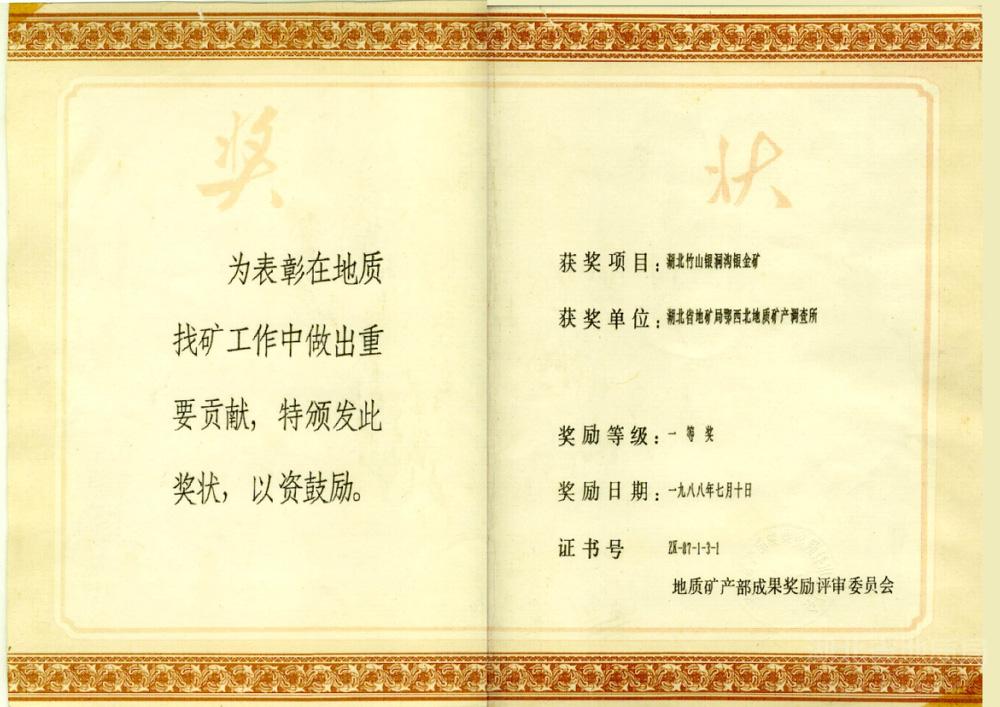 奖状
为表彰在地质
找矿工作中做出重
要贡献，特颁发此
奖状，以资鼓励。
获奖项目：湖北竹山银洞沟银金矿
获奖单位：湖北省地矿局鄂西北地质矿产调查所
奖励等级：一等奖
奖励日期：一九八八年七月十日
证书号 ZK-87-1-3-1
地质矿产部成果奖励评审委员会